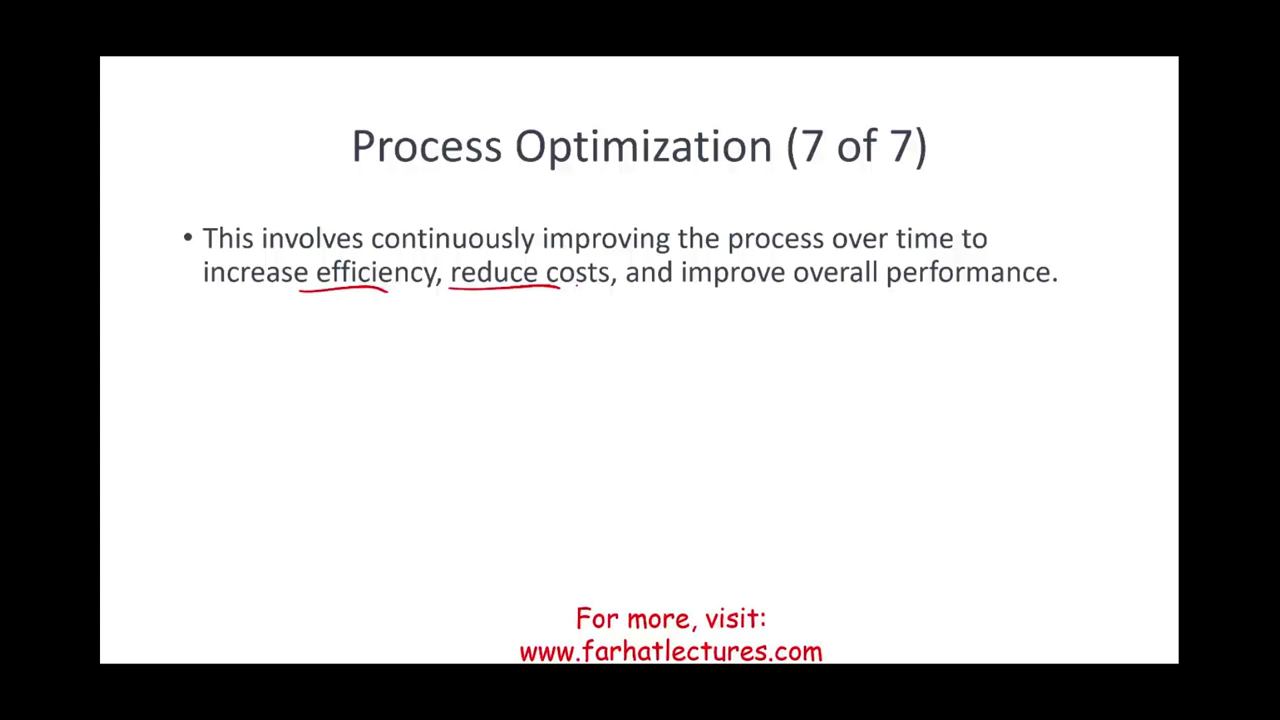 Process Optimization (7 of 7)
• This involves continuously improving the process over time to
increase efficiency, reduce costs, and improve overall performance.
For more, visit:
www.farhatlectures.com